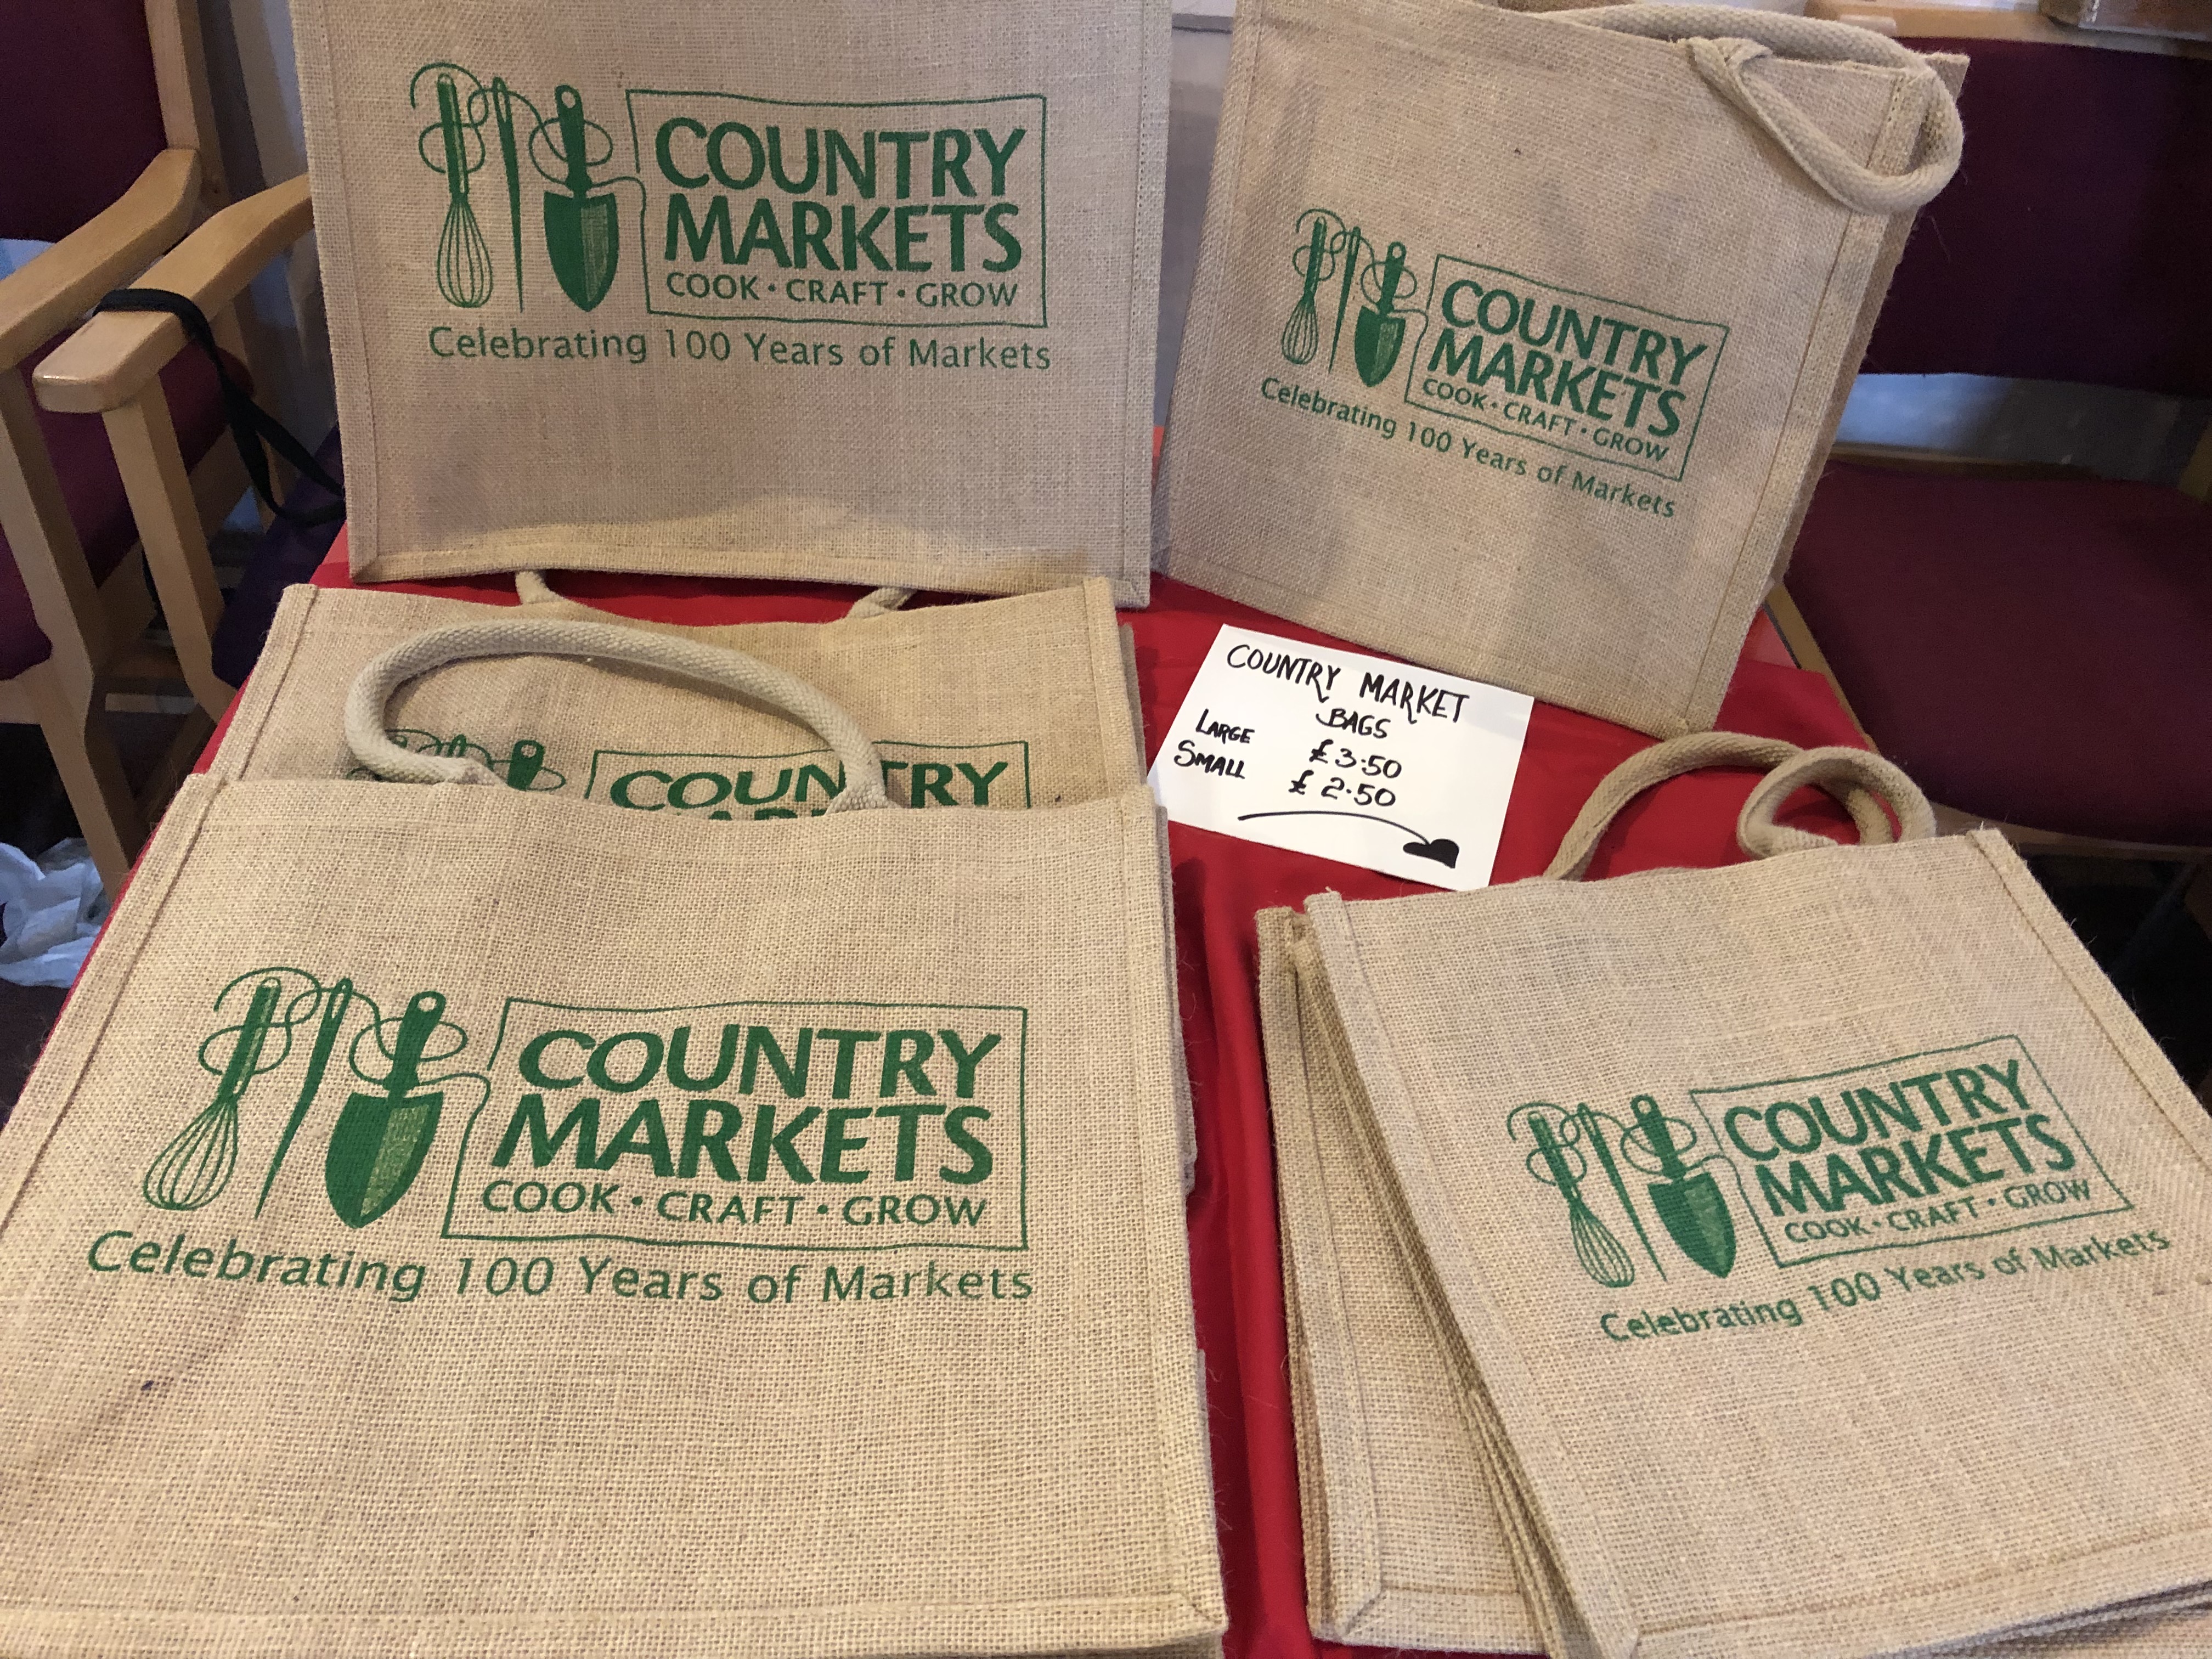 COUNTRY
MARKETS
COOK • CRAFT • GROW
Celebrating 100 Years of Markets
COUNTRY
MARKETS
COOK • CRAFT • GROW
Celebrating 100 Years of Markets
COUNTRY MARKET
BAGS
LARGE £3.50
SMALL £2.50
COUNTRY
COUNTRY
MARKETS
COOK • CRAFT • GROW
Celebrating 100 Years of Markets
COUNTRY
MARKETS
COOK • CRAFT • GROW
Celebrating 100 Years of Markets